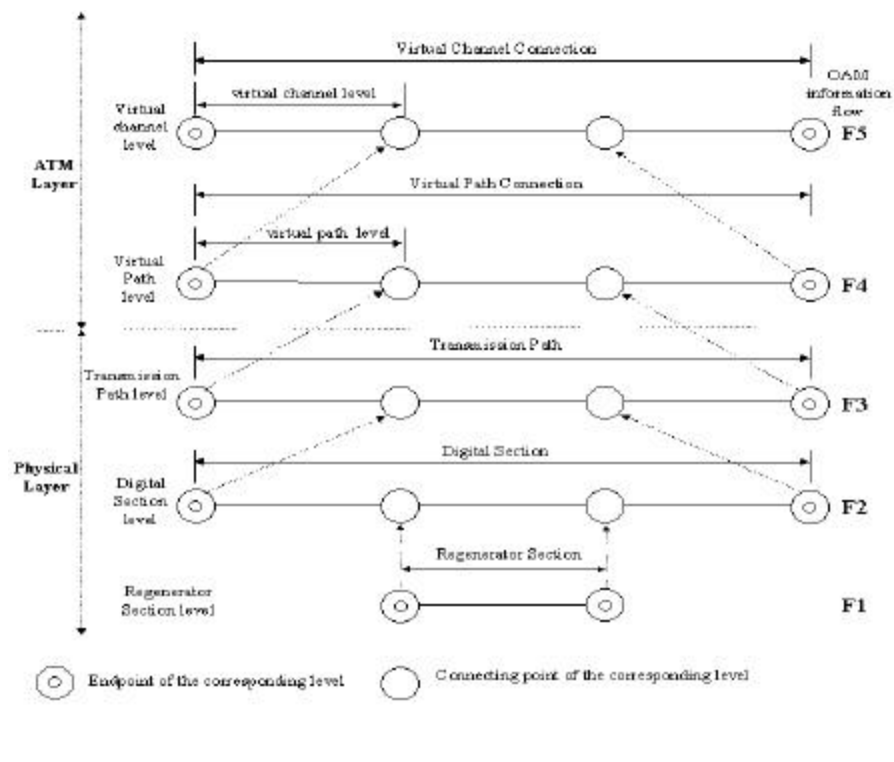 Virtual Channel Connection
OAM
information
flow
virtual channel level
Virtual
channel
level
F5
ATM
Layer
Virtual Path Connection
virtual path level
Virtual
Path
level
F4
Transmission Path
Transmission
Path level
F3
Digital Section
Physical
Layer
Digital
Section
level
F2
Regenerator Section
Regenerator
Section level
F1
Endpoint of the corresponding level
Connecting point of the corresponding level